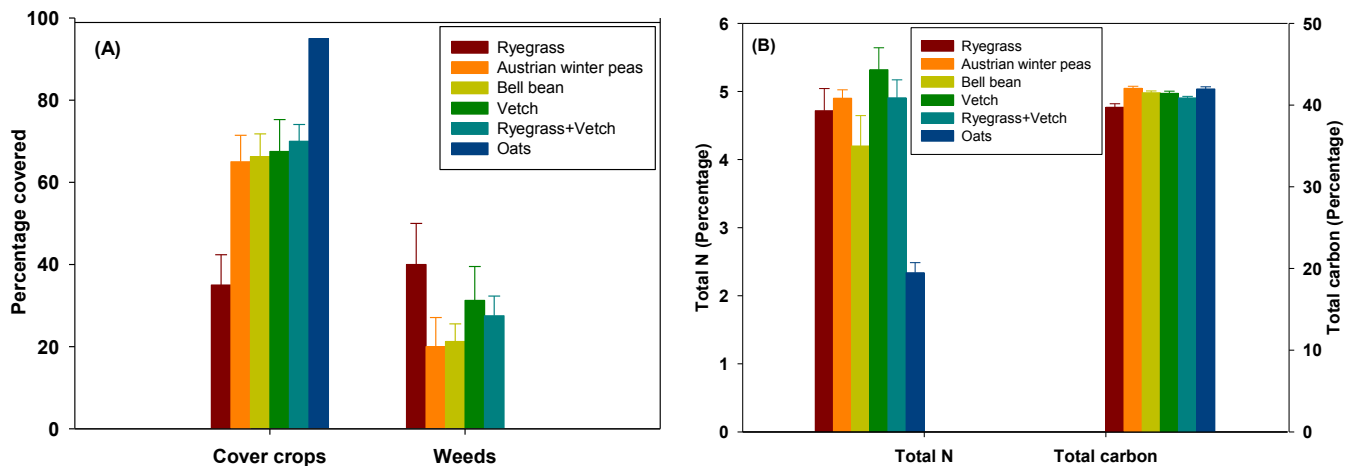 100
80
60
40
20
0
Percentage covered
(A)
Ryegrass
Austrian winter peas
Bell bean
Vetch
Ryegrass+Vetch
Oats
Cover crops
Weeds
6
5
4
3
2
1
0
Total N (Percentage)
(B)
Ryegrass
Austrian winter peas
Bell bean
Vetch
Ryegrass+Vetch
Oats
50
40
30
20
10
0
Total carbon (Percentage)
Total N
Total carbon